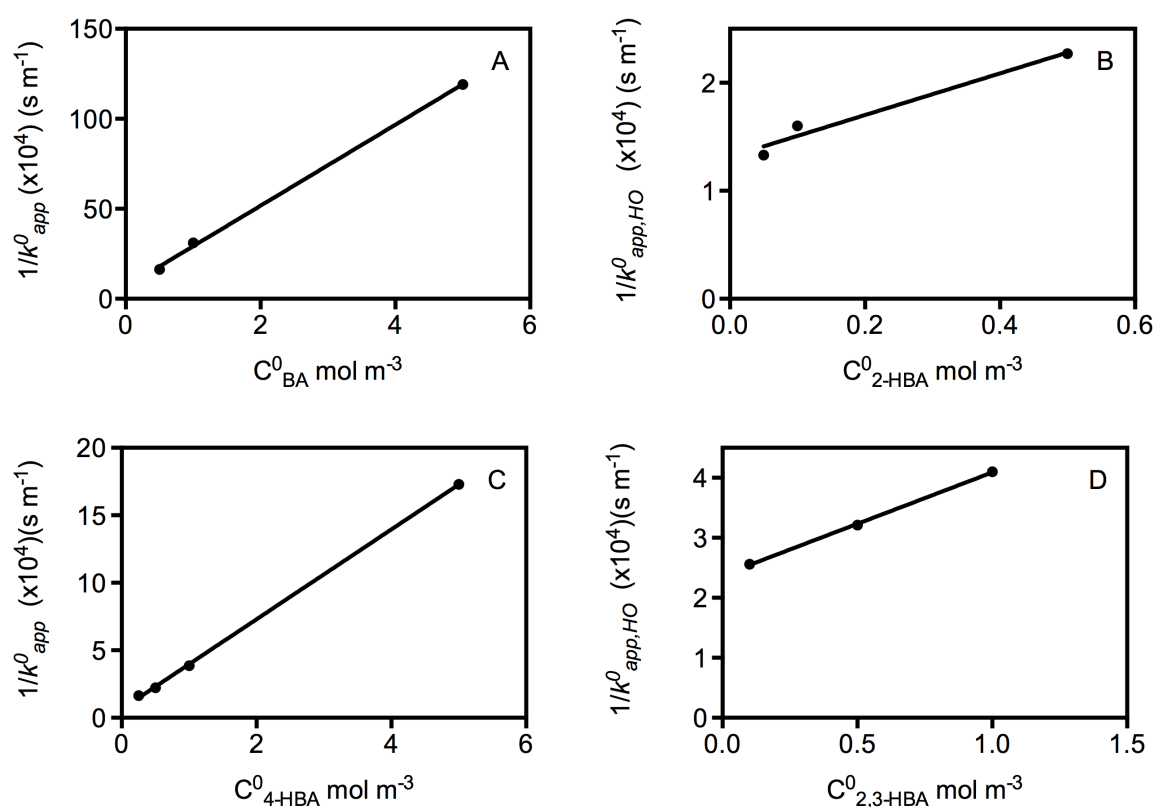 A
1/k⁰app (x10⁴) (s m⁻¹)
150
100
50
0
0 2 4 6
C⁰BA mol m⁻³
B
1/k⁰app,HO (x10⁴) (s m⁻¹)
2
1
0
0.0 0.2 0.4 0.6
C⁰2-HBA mol m⁻³
C
1/k⁰app (x10⁴)(s m⁻¹)
20
15
10
5
0
0 2 4 6
C⁰4-HBA mol m⁻³
D
1/k⁰app,HO (x10⁴)(s m⁻¹)
4
3
2
1
0
0.0 0.5 1.0 1.5
C⁰2,3-HBA mol m⁻³